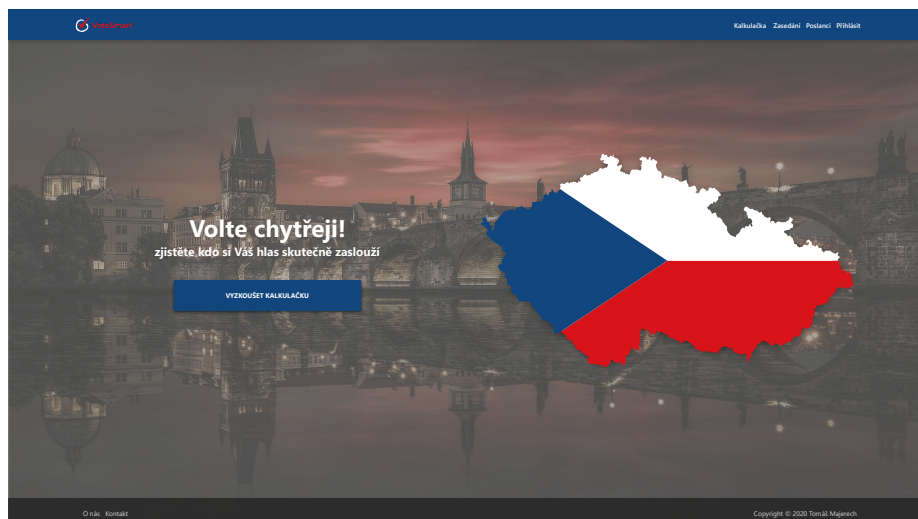 VoteSmart
Kalkulačka Zasedání Poslanci Přihlásit
Volte chytřeji!
zjistěte kdo si Váš hlas skutečně zaslouží
VYZKOUŠET KALKULAČKU
O nás Kontakt
Copyright © 2020 Tomáš Majerech